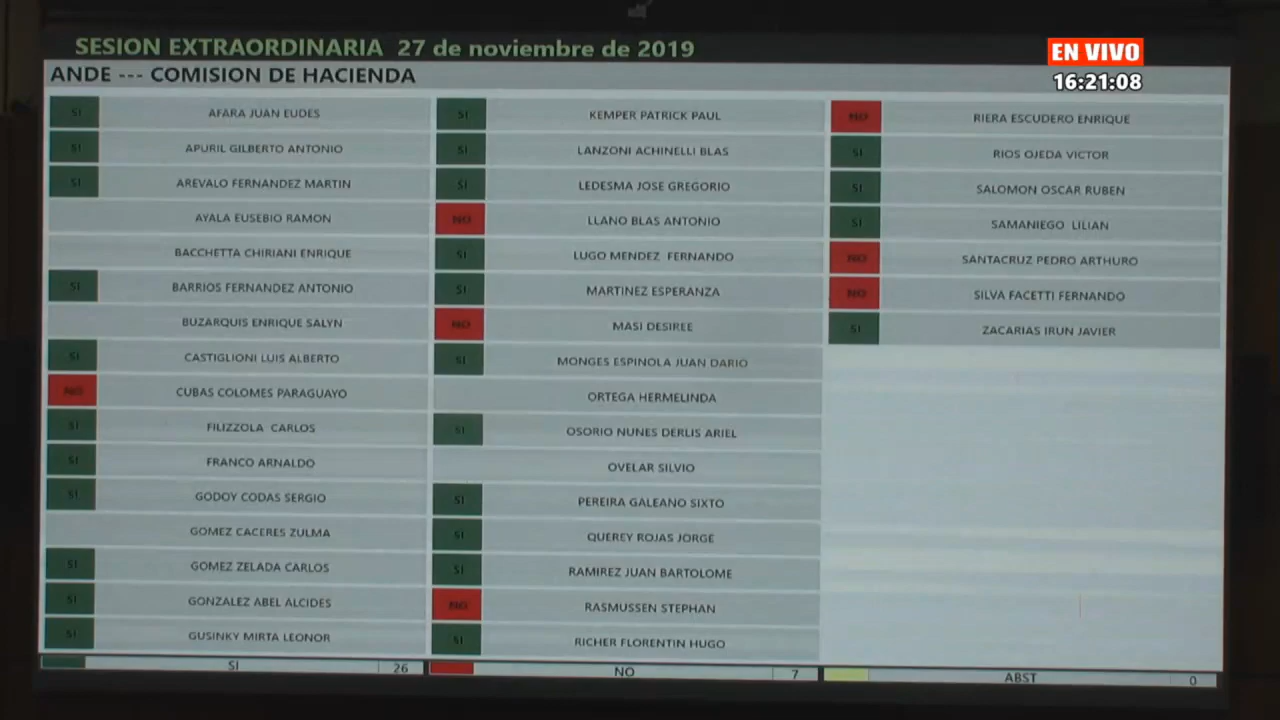 SESION EXTRAORDINARIA 27 de noviembre de 2019
EN VIVO
16:21:08
ANDE --- COMISION DE HACIENDA
SI AFARA JUAN EUDES
SI APURIL GILBERTO ANTONIO
SI AREVALO FERNANDEZ MARTIN
AYALA EUSEBIO RAMON
BACCHETTA CHIRIANI ENRIQUE
SI BARRIOS FERNANDEZ ANTONIO
BUZARQUIS ENRIQUE SALYN
SI CASTIGLIONI LUIS ALBERTO
NO CUBAS COLOMES PARAGUAYO
SI FILIZZOLA CARLOS
SI FRANCO ARNALDO
SI GODOY CODAS SERGIO
GOMEZ CACERES ZULMA
SI GOMEZ ZELADA CARLOS
SI GONZALEZ ABEL ALCIDES
SI GUSINKY MIRTA LEONOR
SI KEMPER PATRICK PAUL
SI LANZONI ACHINELLI BLAS
SI LEDESMA JOSE GREGORIO
NO LLANO BLAS ANTONIO
SI LUGO MENDEZ FERNANDO
SI MARTINEZ ESPERANZA
NO MASI DESIREE
SI MONGES ESPINOLA JUAN DARIO
ORTEGA HERMELINDA
SI OSORIO NUNES DERLIS ARIEL
OVELAR SILVIO
SI PEREIRA GALEANO SIXTO
SI QUEREY ROJAS JORGE
SI RAMIREZ JUAN BARTOLOME
NO RASMUSSEN STEPHAN
SI RICHER FLORENTIN HUGO
NO RIERA ESCUDERO ENRIQUE
SI RIOS OJEDA VICTOR
SI SALOMON OSCAR RUBEN
SI SAMANIEGO LILIAN
NO SANTACRUZ PEDRO ARTHURO
NO SILVA FACETTI FERNANDO
SI ZACARIAS IRUN JAVIER
SI 26 NO 7 ABST 0